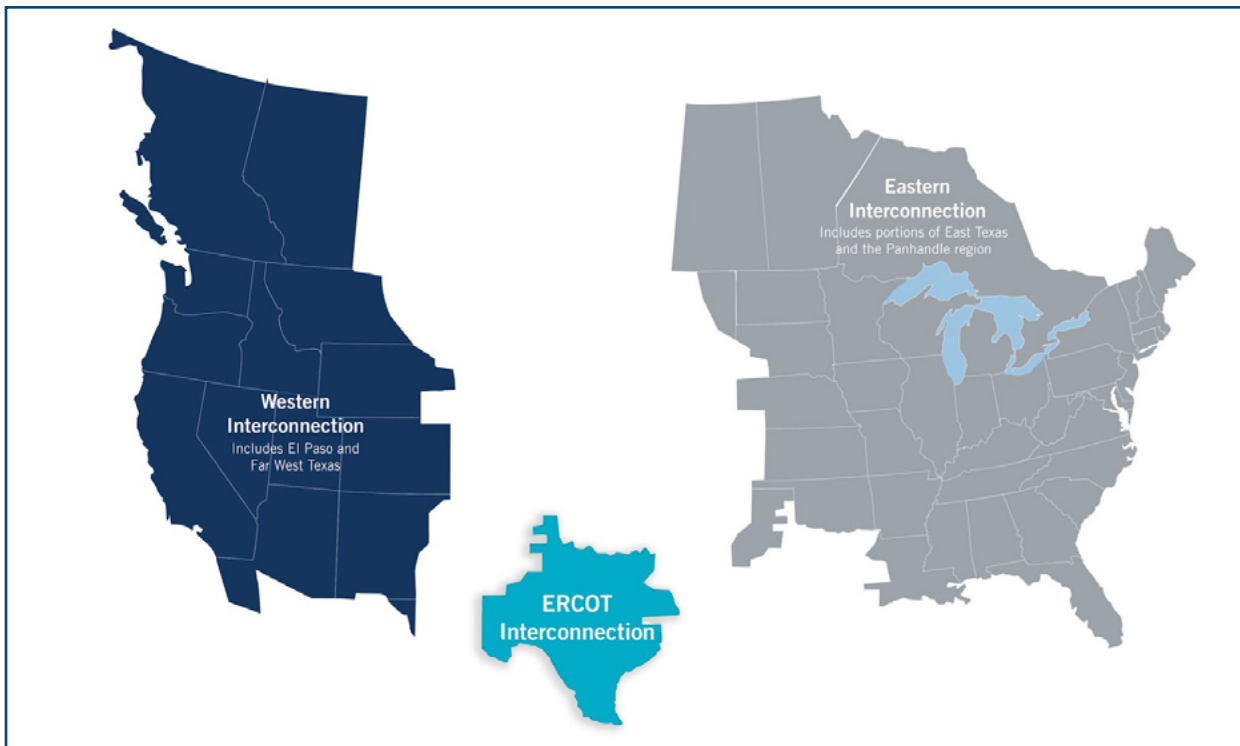 Western
Interconnection
Includes El Paso and
Far West Texas
ERCOT
Interconnection
Eastern
Interconnection
Includes portions of East Texas
and the Panhandle region